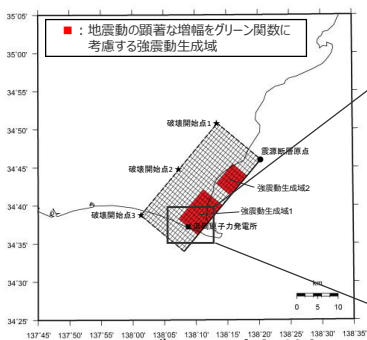 ■ : 地震動の顕著な増幅をグリーン関数に
考慮する強震動生成域
35˚05'
35˚00'
34˚55'
34˚50'
34˚45'
34˚40'
34˚35'
34˚30'
34˚25'
破壊開始点1
震源断層原点
破壊開始点2
強震動生成域2
強震動生成域1
破壊開始点3
浜岡原子力発電所
km
0 5 10
137˚45' 137˚50' 137˚55' 138˚00' 138˚05' 138˚10' 138˚15' 138˚20' 138˚25' 138˚30' 138˚35'